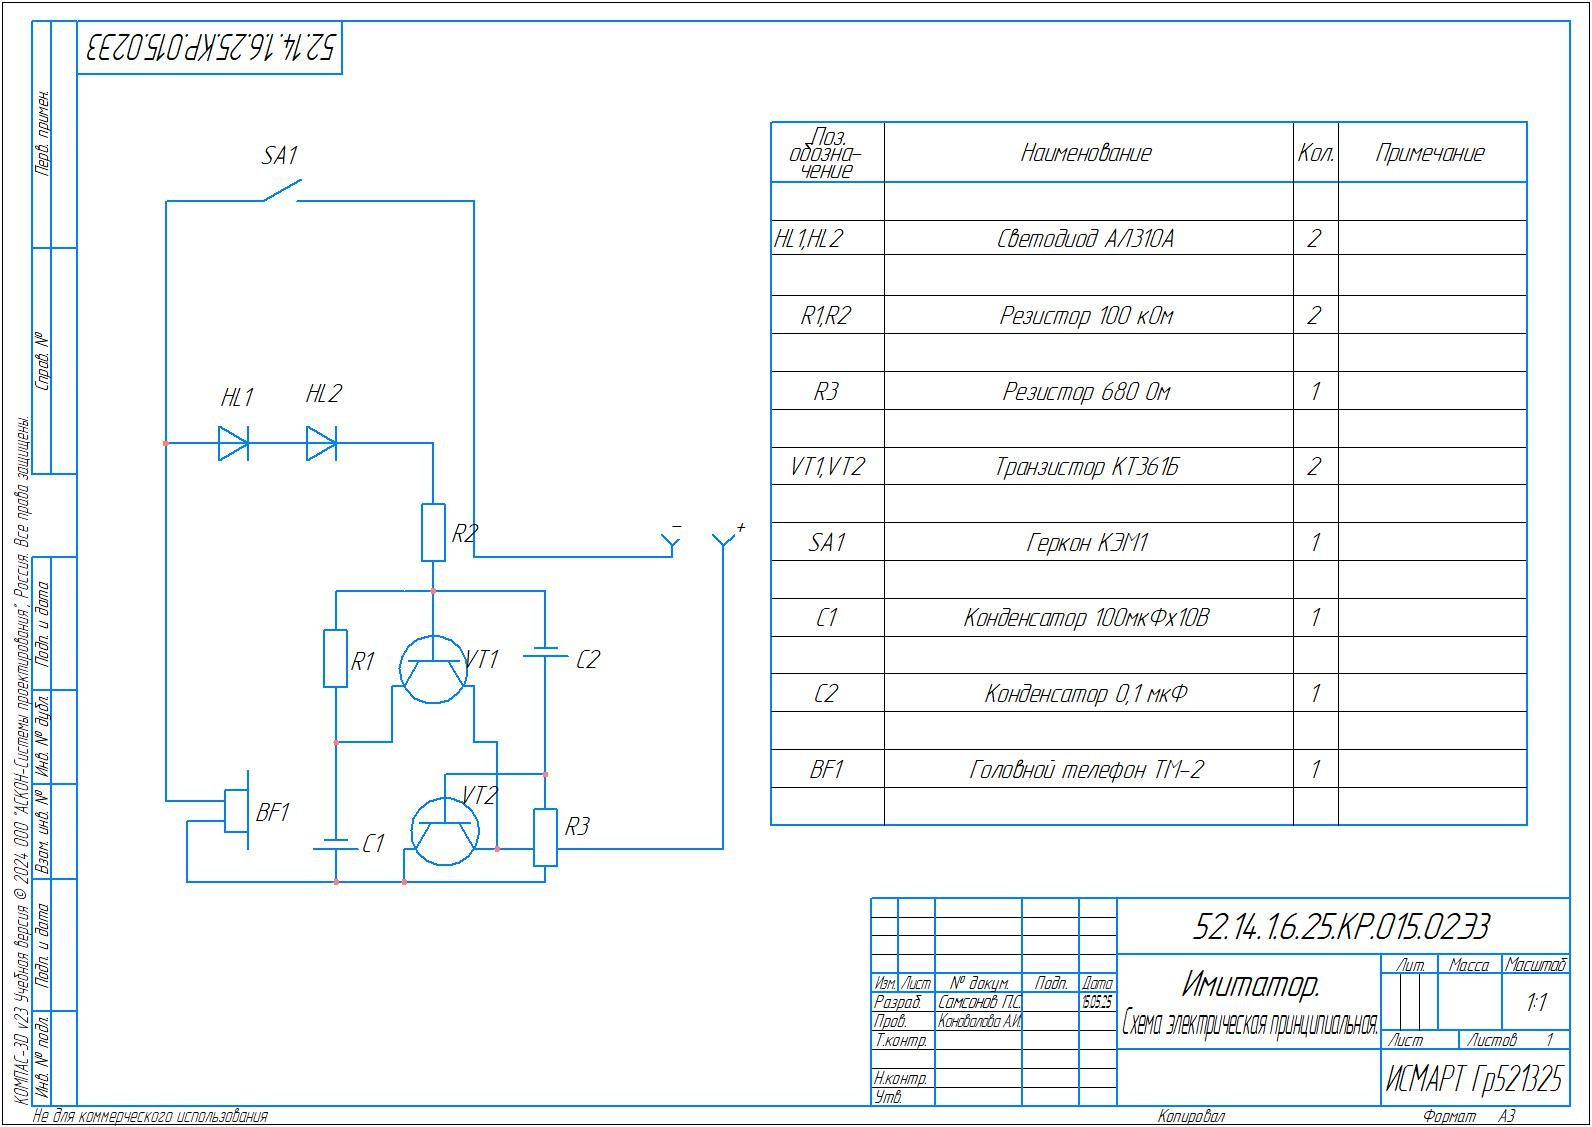 52.14.1.6.25.КР.015.02ЭЗ
Перв. примен.
Справ. №
Подп. и дата
Инв. № дубл.
Взам. инв. №
Подп. и дата
Инв. № подл.
КОМПАС-3D v23 Учебная версия © 2024 ООО "АСКОН-Системы проектирования", Россия. Все права защищены.
SA1
HL1
HL2
R2
-
+
R1
VT1
C2
VT2
BF1
C1
R3
Поз.
обозна-
чение
Наименование
Кол.
Примечание
HL1,HL2 Светодиод АЛ310А 2
R1,R2 Резистор 100 кОм 2
R3 Резистор 680 Ом 1
VT1,VT2 Транзистор КТ361Б 2
SA1 Геркон КЭМ1 1
C1 Конденсатор 100мкФх10В 1
C2 Конденсатор 0,1 мкФ 1
BF1 Головной телефон ТМ-2 1
52.14.1.6.25.КР.015.02ЭЗ
Имитатор.
Схема электрическая принципиальная.
Лит. Масса Масштаб
1:1
Лист Листов 1
ИСМАРТ Гр521325
Изм. Лист № докум. Подп. Дата
Разраб. Самсонов П.С. 15.05.25
Пров. Коновалова А.И.
Т.контр.
Н.контр.
Утв.
Не для коммерческого использования
Копировал
Формат А3